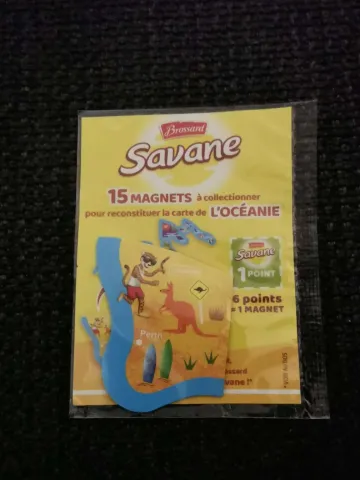 Brossard
Savane
15 MAGNETS à collectionner
pour reconstituer la carte de L'OCÉANIE
Savane
1 POINT
6 points
= 1 MAGNET
Perth